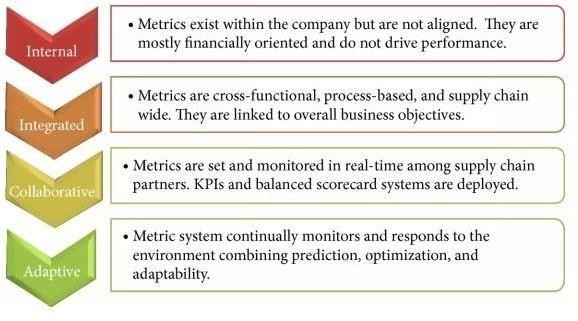 Internal
• Metrics exist within the company but are not aligned.  They are
mostly financially oriented and do not drive performance.
Integrated
• Metrics are cross-functional, process-based, and supply chain
wide. They are linked to overall business objectives.
Collaborative
• Metrics are set and monitored in real-time among supply chain
partners. KPIs and balanced scorecard systems are deployed.
Adaptive
• Metric system continually monitors and responds to the
environment combining prediction, optimization, and
adaptability.